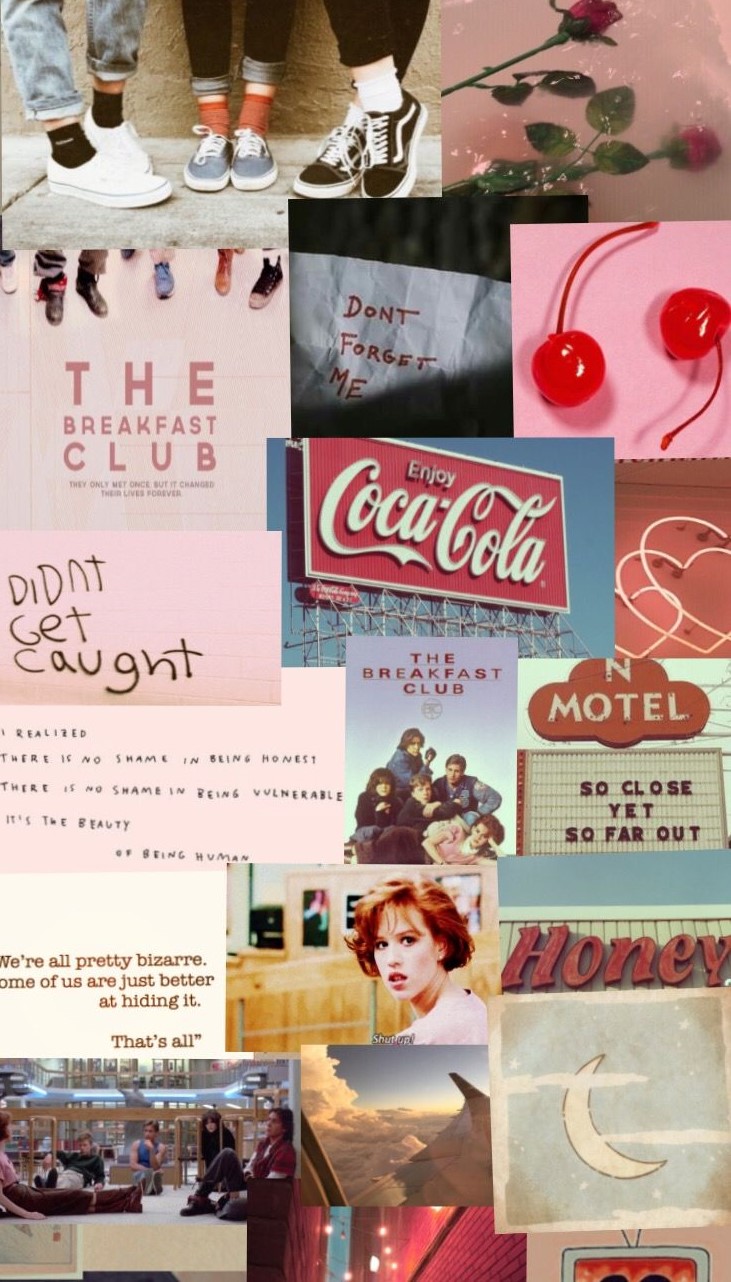 DONT
FORGET
ME
THE
BREAKFAST
CLUB
THEY ONLY MET ONCE, BUT IT CHANGED
THEIR LIVES FOREVER.
Enjoy
Coca-Cola
DIDNT
Get
caught
THE
BREAKFAST
CLUB
N
MOTEL
SO CLOSE
YET
SO FAR OUT
I REALIZED
THERE IS NO SHAME IN BEING HONEST
THERE IS NO SHAME IN BEING VULNERABLE
IT'S THE BEAUTY
OF BEING HUMAN
Honey
We're all pretty bizarre.
ome of us are just better
at hiding it.
That's all"
Shut up!